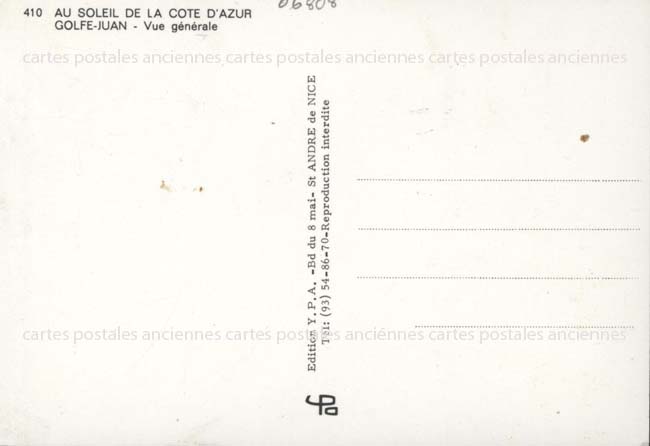 06808
410 AU SOLEIL DE LA COTE D'AZUR
GOLFE-JUAN - Vue générale
cartes postales anciennes cartes postales anciennes cartes postales anciennes
Edition Y.P.A. -Bd du 8 mai- St ANDRE de NICE
Tél: (93) 54-86-70-Reproduction interdite
cartes postales anciennes cartes postales anciennes cartes postales anciennes